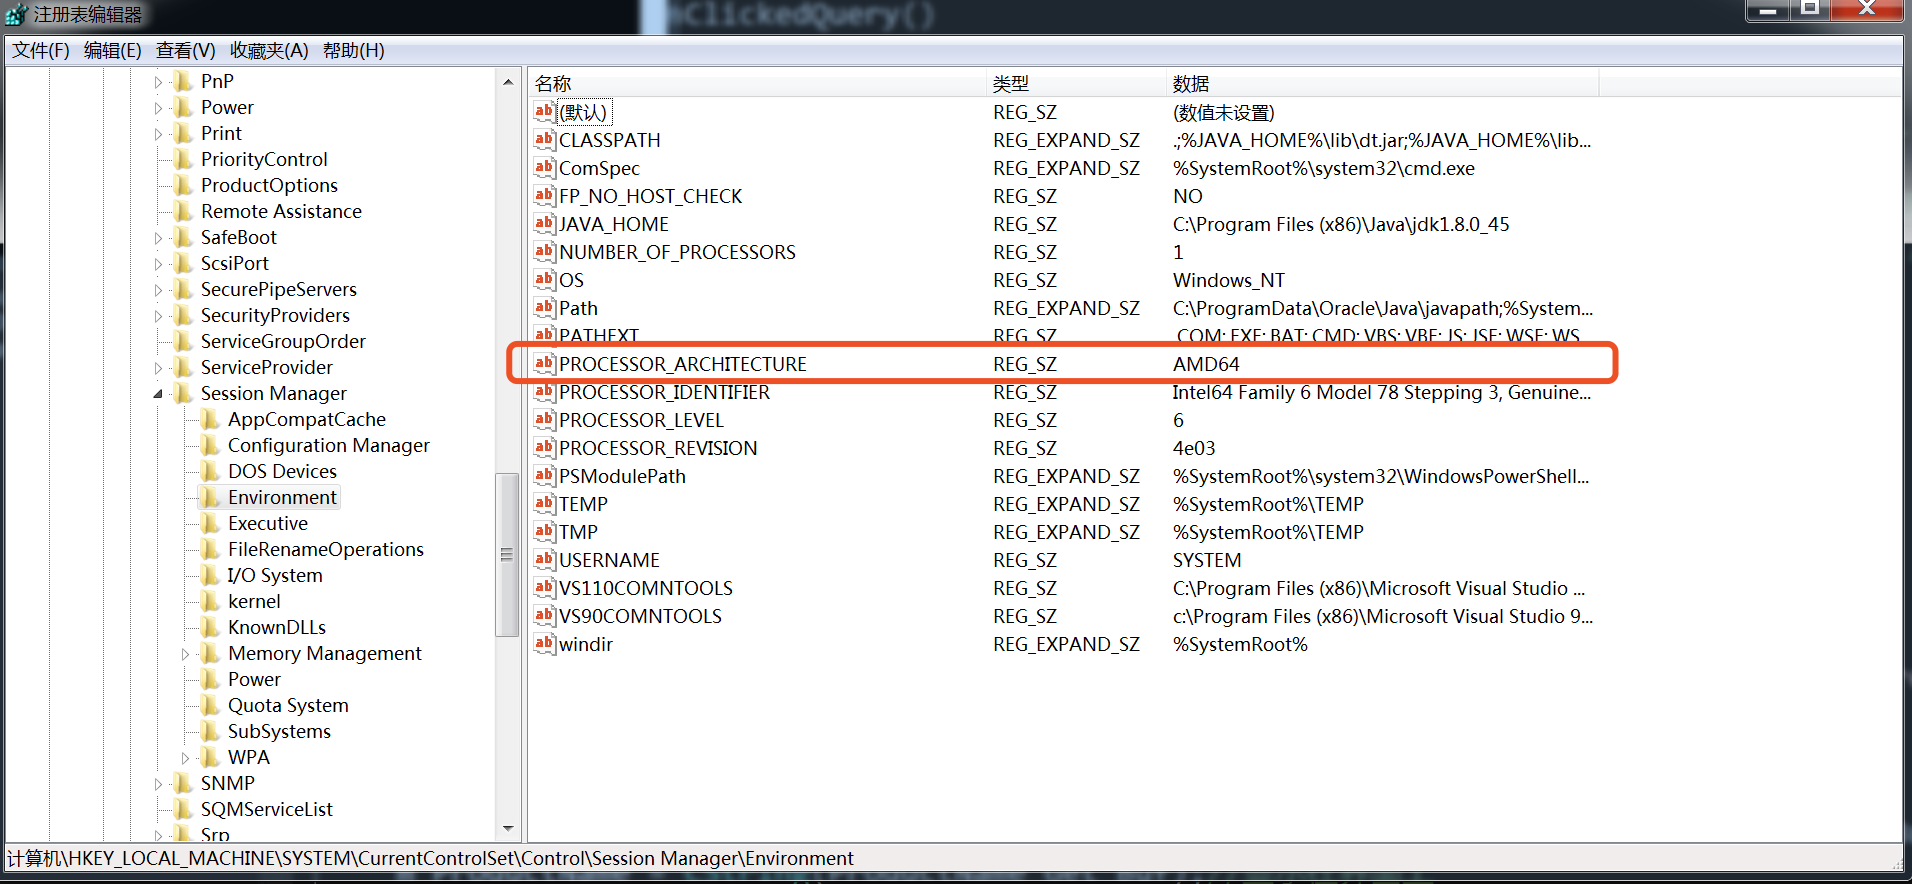 注册表编辑器
nClickedQuery()
文件(F) 编辑(E) 查看(V) 收藏夹(A) 帮助(H)
PnP
Power
Print
PriorityControl
ProductOptions
Remote Assistance
SafeBoot
ScsiPort
SecurePipeServers
SecurityProviders
ServiceGroupOrder
ServiceProvider
Session Manager
AppCompatCache
Configuration Manager
DOS Devices
Environment
Executive
FileRenameOperations
I/O System
kernel
KnownDLLs
Memory Management
Power
Quota System
SubSystems
WPA
SNMP
SQMServiceList
Srp
名称 类型 数据
(默认) REG_SZ (数值未设置)
CLASSPATH REG_EXPAND_SZ .;%JAVA_HOME%\lib\dt.jar;%JAVA_HOME%\lib...
ComSpec REG_EXPAND_SZ %SystemRoot%\system32\cmd.exe
FP_NO_HOST_CHECK REG_SZ NO
JAVA_HOME REG_SZ C:\Program Files (x86)\Java\jdk1.8.0_45
NUMBER_OF_PROCESSORS REG_SZ 1
OS REG_SZ Windows_NT
Path REG_EXPAND_SZ C:\ProgramData\Oracle\Java\javapath;%System...
PATHEXT REG_SZ .COM;.EXE;.BAT;.CMD;.VBS;.VBE;.JS;.JSE;.WSF;.WS...
PROCESSOR_ARCHITECTURE REG_SZ AMD64
PROCESSOR_IDENTIFIER REG_SZ Intel64 Family 6 Model 78 Stepping 3, Genuine...
PROCESSOR_LEVEL REG_SZ 6
PROCESSOR_REVISION REG_SZ 4e03
PSModulePath REG_EXPAND_SZ %SystemRoot%\system32\WindowsPowerShell...
TEMP REG_EXPAND_SZ %SystemRoot%\TEMP
TMP REG_EXPAND_SZ %SystemRoot%\TEMP
USERNAME REG_SZ SYSTEM
VS110COMNTOOLS REG_SZ C:\Program Files (x86)\Microsoft Visual Studio ...
VS90COMNTOOLS REG_SZ c:\Program Files (x86)\Microsoft Visual Studio 9...
windir REG_EXPAND_SZ %SystemRoot%
计算机\HKEY_LOCAL_MACHINE\SYSTEM\CurrentControlSet\Control\Session Manager\Environment